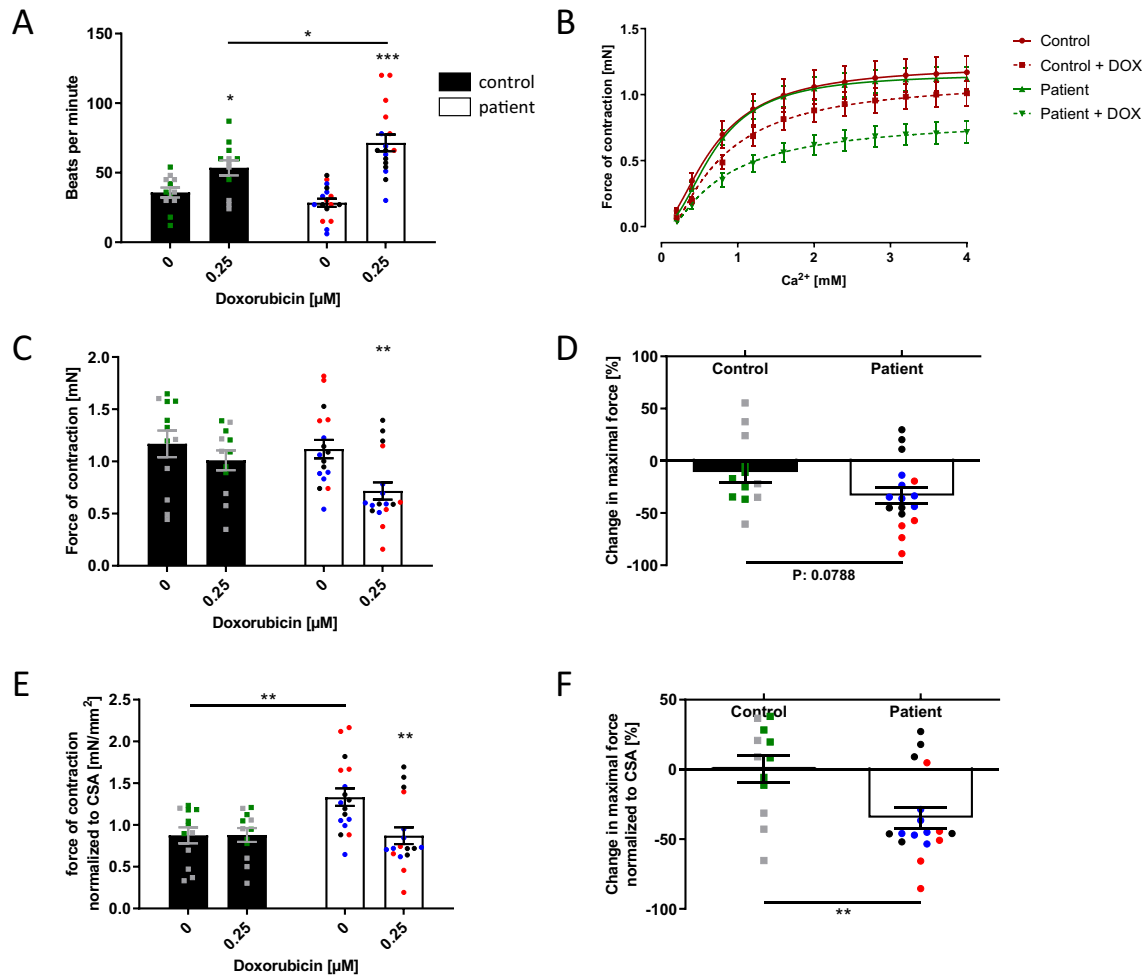 A
*
***
*
Beats per minute
150
100
50
0
0
0.25
0
0.25
Doxorubicin [µM]
control
patient
B
Force of contraction [mN]
1.5
1.0
0.5
0.0
0
1
2
3
4
Ca2+ [mM]
Control
Control + DOX
Patient
Patient + DOX
C
**
Force of contraction [mN]
2.0
1.5
1.0
0.5
0.0
0
0.25
0
0.25
Doxorubicin [µM]
D
Change in maximal force [%]
100
50
0
-50
-100
Control
Patient
P: 0.0788
E
**
**
force of contraction
normalized to CSA [mN/mm²]
2.5
2.0
1.5
1.0
0.5
0.0
0
0.25
0
0.25
Doxorubicin [µM]
F
Change in maximal force
normalized to CSA [%]
50
0
-50
-100
Control
Patient
**